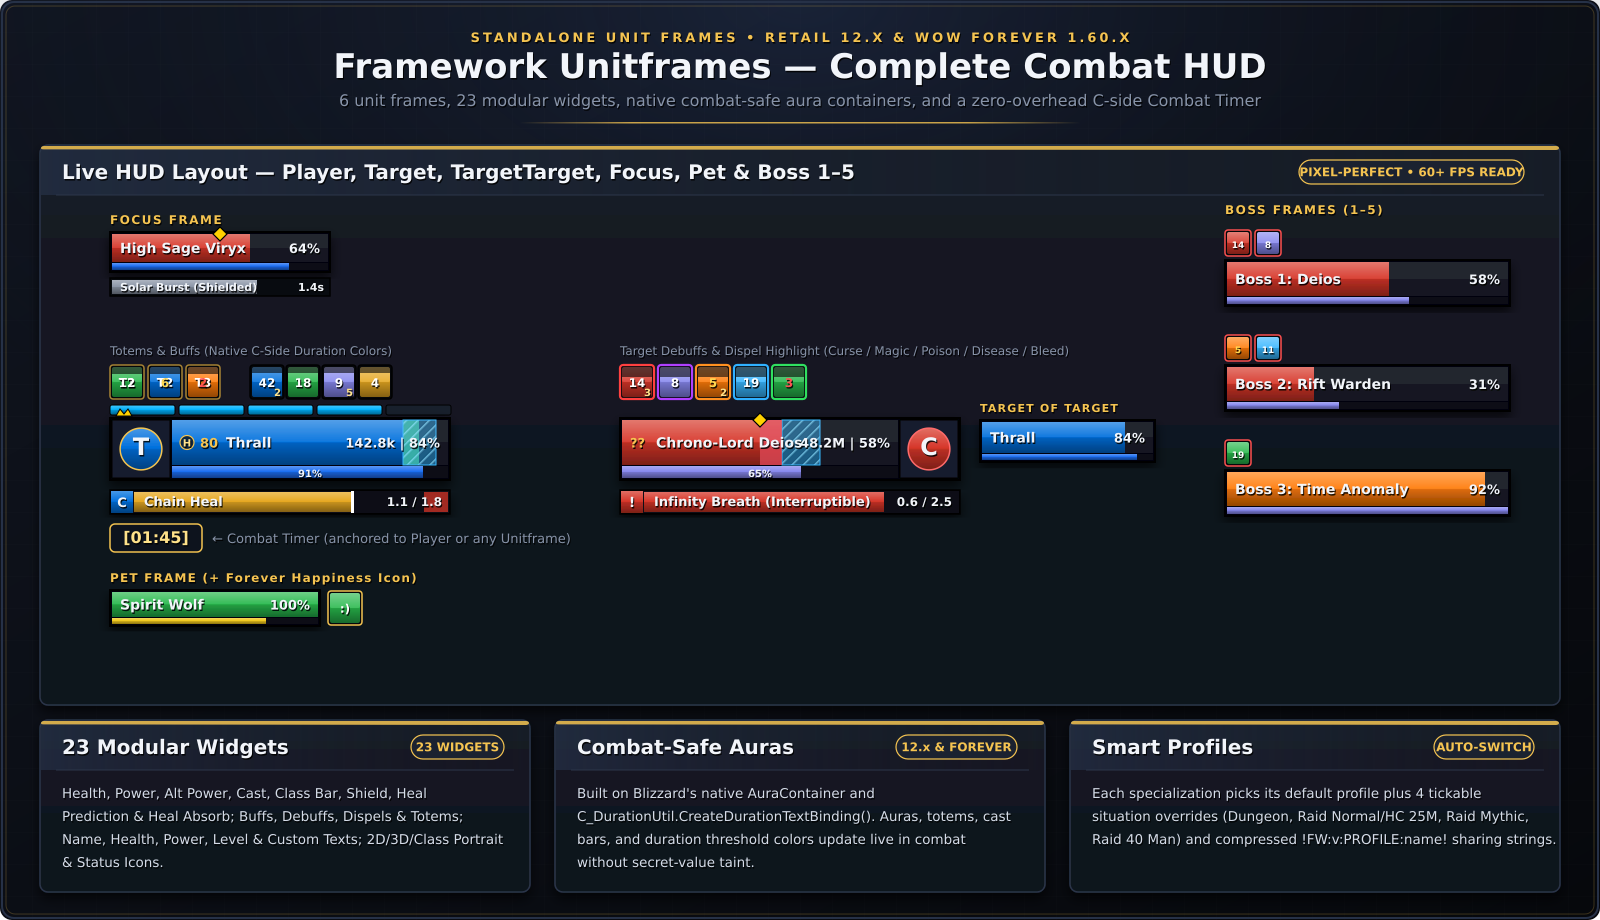 STANDALONE UNIT FRAMES • RETAIL 12.X & WOW FOREVER 1.60.X
Framework Unitframes — Complete Combat HUD
6 unit frames, 23 modular widgets, native combat-safe aura containers, and a zero-overhead C-side Combat Timer
Live HUD Layout — Player, Target, TargetTarget, Focus, Pet & Boss 1–5
PIXEL-PERFECT • 60+ FPS READY
FOCUS FRAME
High Sage Viryx 64%
Solar Burst (Shielded) 1.4s
BOSS FRAMES (1–5)
14 8
Boss 1: Deios 58%
5 11
Boss 2: Rift Warden 31%
19
Boss 3: Time Anomaly 92%
Totems & Buffs (Native C-Side Duration Colors)
42 2 18 9 5 4
T Ⓗ 80 Thrall 142.8k | 84%
91%
C Chain Heal 1.1 / 1.8
[01:45] ← Combat Timer (anchored to Player or any Unitframe)
Target Debuffs & Dispel Highlight (Curse / Magic / Poison / Disease / Bleed)
14 3 8 5 2 19 3
?? Chrono-Lord Deios 48.2M | 58% C
65%
! Infinity Breath (Interruptible) 0.6 / 2.5
TARGET OF TARGET
Thrall 84%
PET FRAME (+ Forever Happiness Icon)
Spirit Wolf 100% :)
23 Modular Widgets
23 WIDGETS
Health, Power, Alt Power, Cast, Class Bar, Shield, Heal
Prediction & Heal Absorb; Buffs, Debuffs, Dispels & Totems;
Name, Health, Power, Level & Custom Texts; 2D/3D/Class Portrait
& Status Icons.
Combat-Safe Auras
12.x & FOREVER
Built on Blizzard's native AuraContainer and
C_DurationUtil.CreateDurationTextBinding(). Auras, totems, cast
bars, and duration threshold colors update live in combat
without secret-value taint.
Smart Profiles
AUTO-SWITCH
Each specialization picks its default profile plus 4 tickable
situation overrides (Dungeon, Raid Normal/HC 25M, Raid Mythic,
Raid 40 Man) and compressed !FW:v:PROFILE:name! sharing strings.